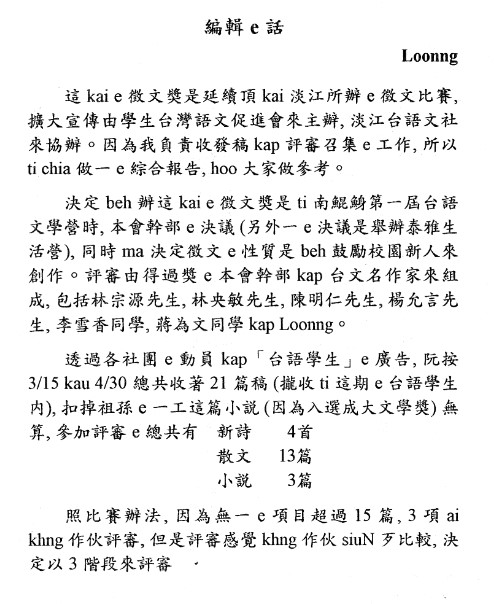 編輯 e 話
Loonng
這 kai e 徵文獎是延續頂 kai 淡江所辦 e 徵文比賽,
擴大宣傳由學生台灣語文促進會來主辦, 淡江台語文社
來協辦。因為我負責收發稿 kap 評審召集 e 工作, 所以
ti chia 做一 e 綜合報告, hoo 大家做參考。
決定 beh 辦這 kai e 徵文獎是 ti 南鯤鯓第一屆台語
文學營時, 本會幹部 e 決議 (另外一 e 決議是舉辦泰雅生
活營), 同時 ma 決定徵文 e 性質是 beh 鼓勵校園新人來
創作。評審由得過獎 e 本會幹部 kap 台文名作家來組
成, 包括林宗源先生, 林央敏先生, 陳明仁先生, 楊允言先
生, 李雪香同學, 蔣為文同學 kap Loonng。
透過各社團 e 動員 kap「台語學生」e 廣告, 阮按
3/15 kau 4/30 總共收著 21 篇稿 (攏收 ti 這期 e 台語學生
內), 扣掉祖孫 e 一工這篇小說 (因為入選成大文學獎) 無
算, 參加評審 e 總共有 新詩 4首
散文 13篇
小說 3篇
照比賽辦法, 因為無一 e 項目超過 15 篇, 3 項 ai
khng 作伙評審, 但是評審感覺 khng 作伙 siuN 歹比較, 決
定以 3 階段來評審